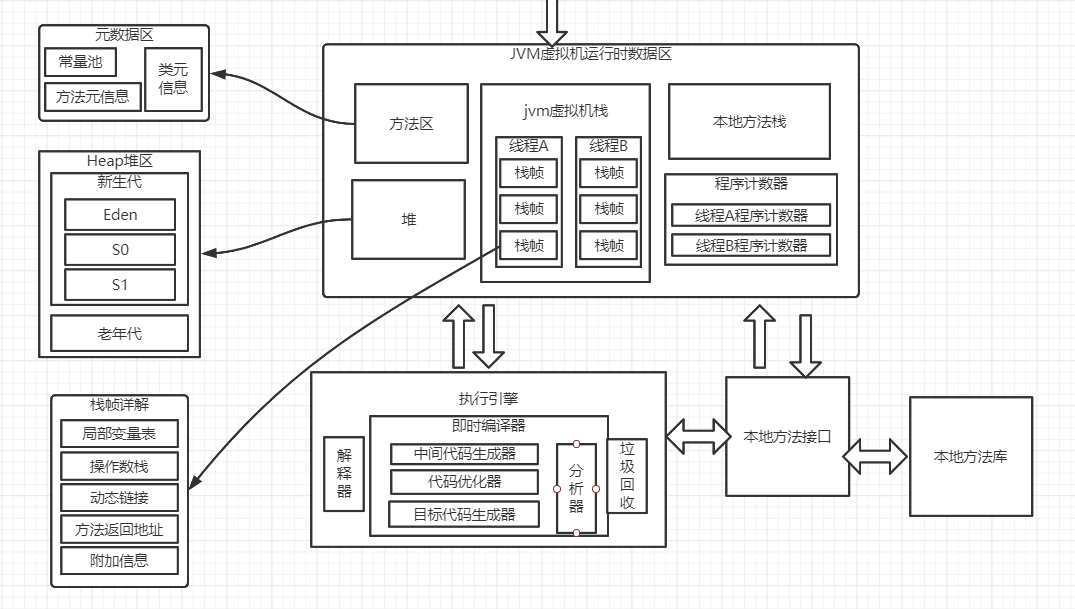 元数据区
常量池
类元
信息
方法元信息
Heap堆区
新生代
Eden
S0
S1
老年代
栈帧详解
局部变量表
操作数栈
动态链接
方法返回地址
附加信息
JVM虚拟机运行时数据区
方法区
堆
jvm虚拟机栈
线程A
栈帧
栈帧
栈帧
线程B
栈帧
栈帧
栈帧
本地方法栈
程序计数器
线程A程序计数器
线程B程序计数器
执行引擎
解
释
器
即时编译器
中间代码生成器
代码优化器
目标代码生成器
分
析
器
垃
圾
回
收
本地方法接口
本地方法库